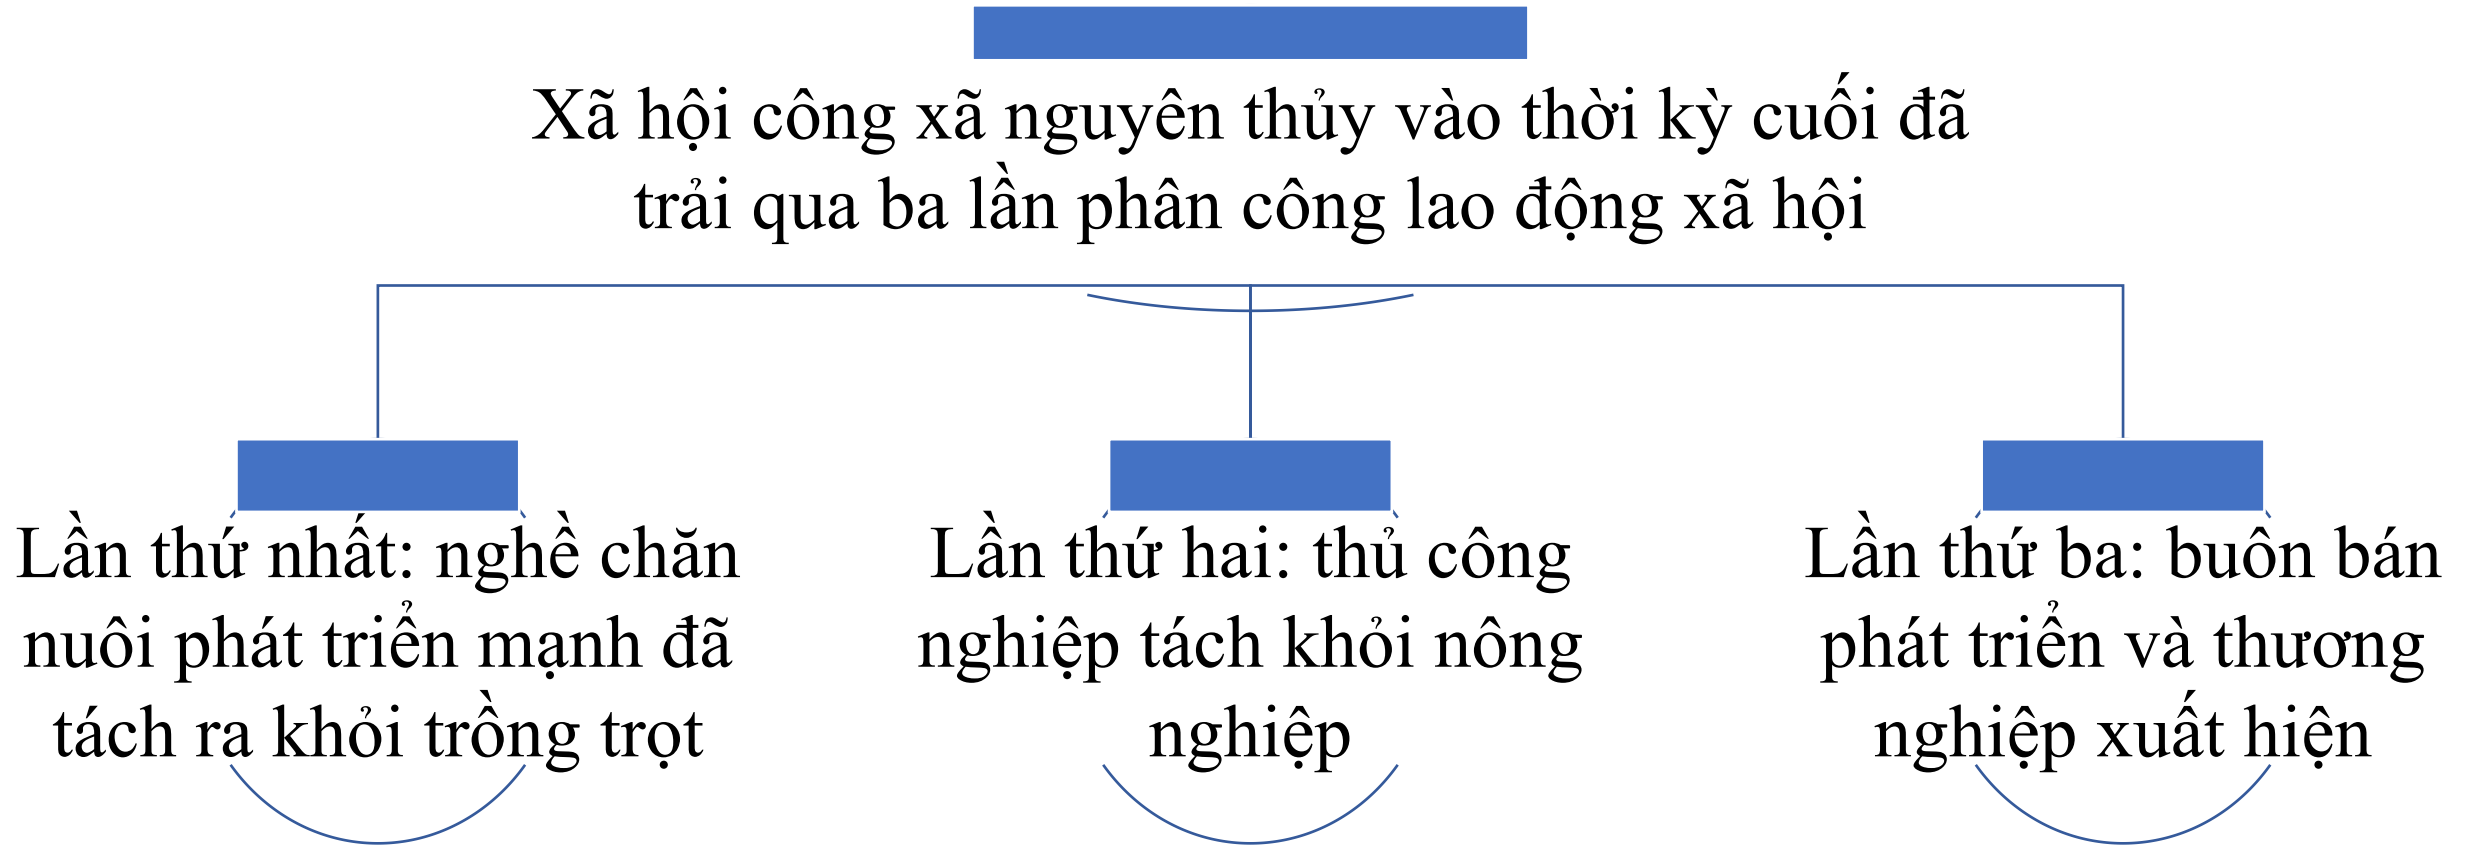 Xã hội công xã nguyên thủy vào thời kỳ cuối đã
trải qua ba lần phân công lao động xã hội
Lần thứ nhất: nghề chăn
nuôi phát triển mạnh đã
tách ra khỏi trồng trọt
Lần thứ hai: thủ công
nghiệp tách khỏi nông
nghiệp
Lần thứ ba: buôn bán
phát triển và thương
nghiệp xuất hiện